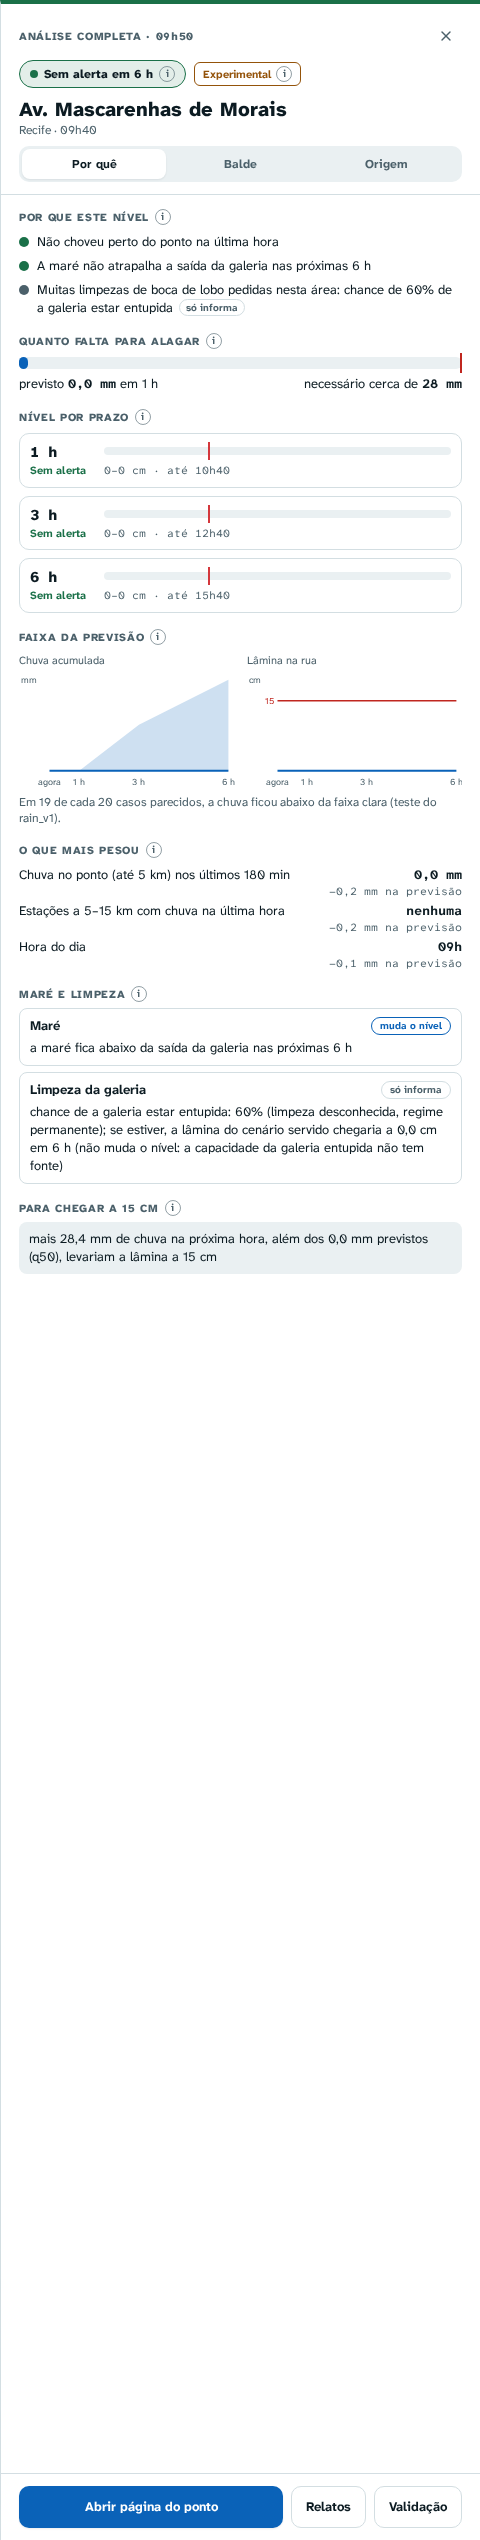 ANÁLISE COMPLETA · 09h50 ×
Sem alerta em 6 h i Experimental i
Av. Mascarenhas de Morais
Recife · 09h40
Por quê Balde Origem
POR QUE ESTE NÍVEL i
Não choveu perto do ponto na última hora
A maré não atrapalha a saída da galeria nas próximas 6 h
Muitas limpezas de boca de lobo pedidas nesta área: chance de 60% de
a galeria estar entupida só informa
QUANTO FALTA PARA ALAGAR i
previsto 0,0 mm em 1 h necessário cerca de 28 mm
NÍVEL POR PRAZO i
1 h
Sem alerta 0–0 cm · até 10h40
3 h
Sem alerta 0–0 cm · até 12h40
6 h
Sem alerta 0–0 cm · até 15h40
FAIXA DA PREVISÃO i
Chuva acumulada Lâmina na rua
mm cm
15
agora 1 h 3 h 6 h agora 1 h 3 h 6 h
Em 19 de cada 20 casos parecidos, a chuva ficou abaixo da faixa clara (teste do
rain_v1).
O QUE MAIS PESOU i
Chuva no ponto (até 5 km) nos últimos 180 min 0,0 mm
−0,2 mm na previsão
Estações a 5–15 km com chuva na última hora nenhuma
−0,2 mm na previsão
Hora do dia 09h
−0,1 mm na previsão
MARÉ E LIMPEZA i
Maré muda o nível
a maré fica abaixo da saída da galeria nas próximas 6 h
Limpeza da galeria só informa
chance de a galeria estar entupida: 60% (limpeza desconhecida, regime
permanente); se estiver, a lâmina do cenário servido chegaria a 0,0 cm
em 6 h (não muda o nível: a capacidade da galeria entupida não tem
fonte)
PARA CHEGAR A 15 CM i
mais 28,4 mm de chuva na próxima hora, além dos 0,0 mm previstos
(q50), levariam a lâmina a 15 cm
Abrir página do ponto Relatos Validação